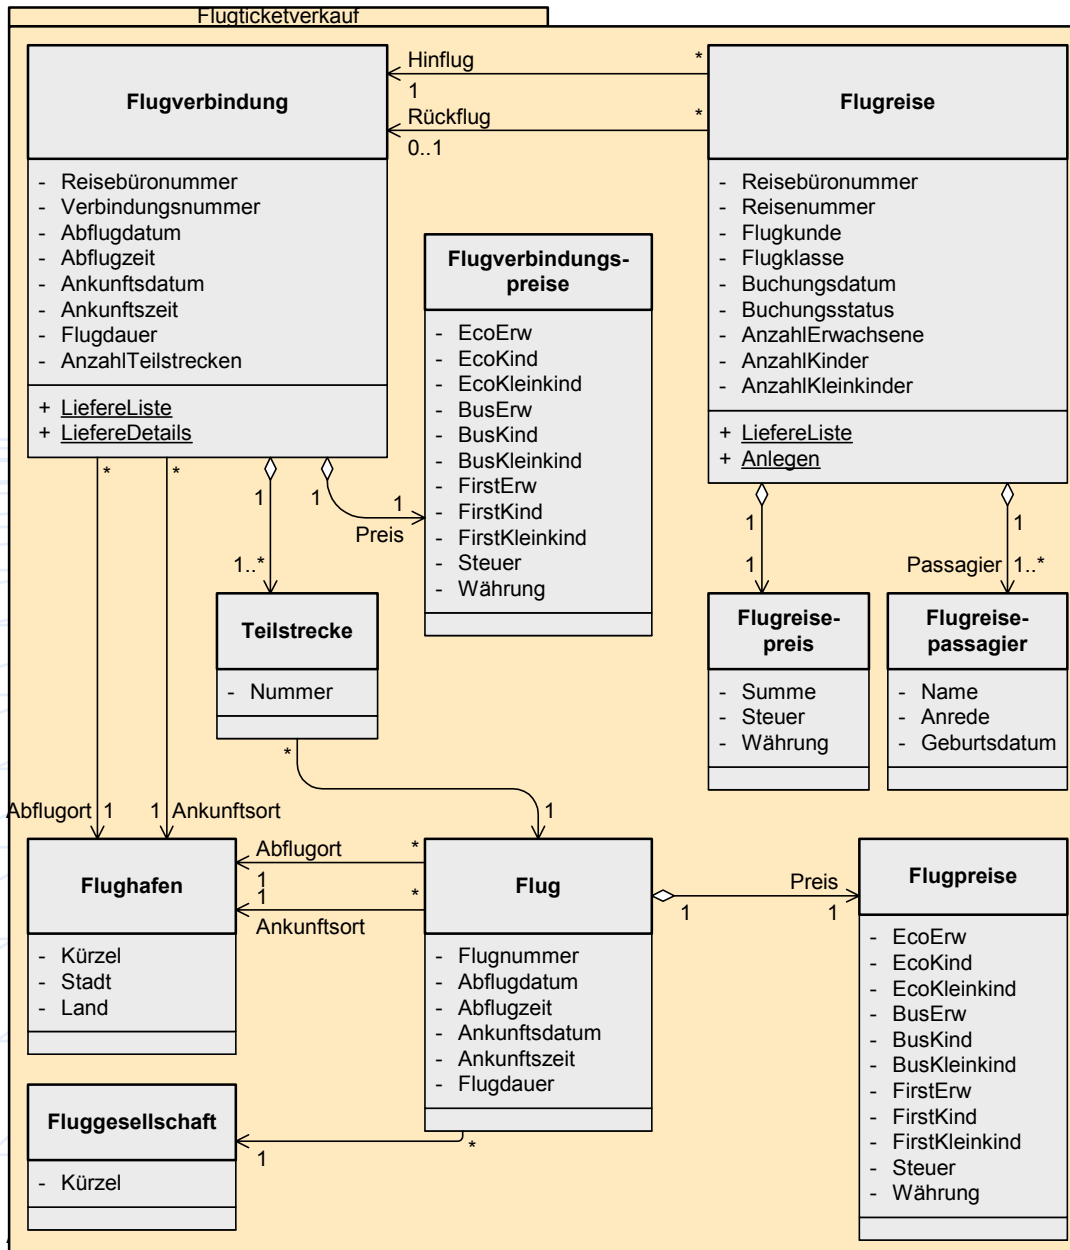 Flugticketverkauf
Flugverbindung
- Reisebüronummer
- Verbindungsnummer
- Abflugdatum
- Abflugzeit
- Ankunftsdatum
- Ankunftszeit
- Flugdauer
- AnzahlTeilstrecken
+ LiefereListe
+ LiefereDetails
Hinflug
*
1
Rückflug
*
0..1
Flugreise
- Reisebüronummer
- Reisenummer
- Flugkunde
- Flugklasse
- Buchungsdatum
- Buchungsstatus
- AnzahlErwachsene
- AnzahlKinder
- AnzahlKleinkinder
+ LiefereListe
+ Anlegen
Flugverbindungs-
preise
- EcoErw
- EcoKind
- EcoKleinkind
- BusErw
- BusKind
- BusKleinkind
- FirstErw
- FirstKind
- FirstKleinkind
- Steuer
- Währung
*
*
1
1
1
Preis
1..*
1
1
1
Passagier
1..*
Teilstrecke
- Nummer
Flugreise-
preis
- Summe
- Steuer
- Währung
Flugreise-
passagier
- Name
- Anrede
- Geburtsdatum
*
1
Abflugort
1
1
Ankunftsort
Flughafen
- Kürzel
- Stadt
- Land
Abflugort
*
1
1
*
Ankunftsort
Flug
- Flugnummer
- Abflugdatum
- Abflugzeit
- Ankunftsdatum
- Ankunftszeit
- Flugdauer
Preis
1
1
Flugpreise
- EcoErw
- EcoKind
- EcoKleinkind
- BusErw
- BusKind
- BusKleinkind
- FirstErw
- FirstKind
- FirstKleinkind
- Steuer
- Währung
Fluggesellschaft
- Kürzel
1
*